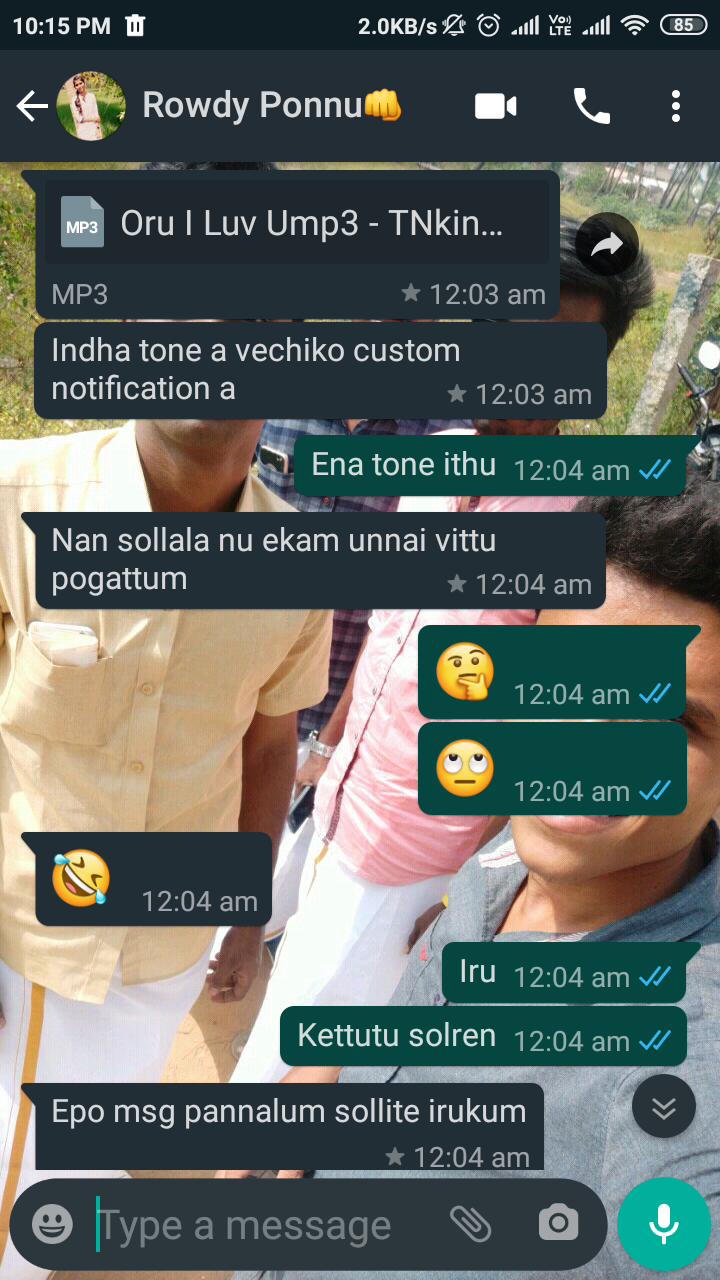 10:15 PM 2.0KB/s Vo) LTE 85
Rowdy Ponnu👊
MP3 Oru I Luv Ump3 - TNkin...
MP3 ★ 12:03 am
Indha tone a vechiko custom
notification a ★ 12:03 am
Ena tone ithu 12:04 am
Nan sollala nu ekam unnai vittu
pogattum ★ 12:04 am
🤔 12:04 am
🙄 12:04 am
🤣 12:04 am
Iru 12:04 am
Kettutu solren 12:04 am
Epo msg pannalum sollite irukum
★ 12:04 am
Type a message